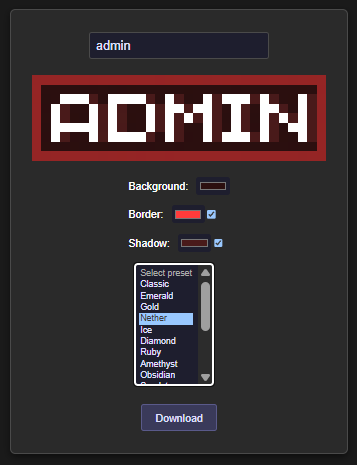 admin
ADMIN
Background:
Border:
Shadow:
Select preset
Classic
Emerald
Gold
Nether
Ice
Diamond
Ruby
Amethyst
Obsidian
Download